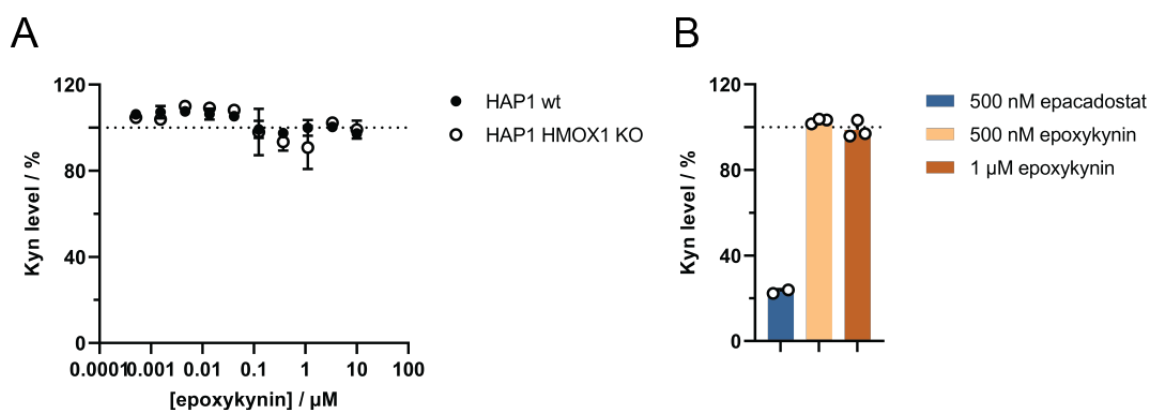 A
120
80
40
0
Kyn level / %
0.0001
0.001
0.01
0.1
1
10
100
[epoxykynin] / µM
HAP1 wt
HAP1 HMOX1 KO
B
120
80
40
0
Kyn level / %
500 nM epacadostat
500 nM epoxykynin
1 µM epoxykynin